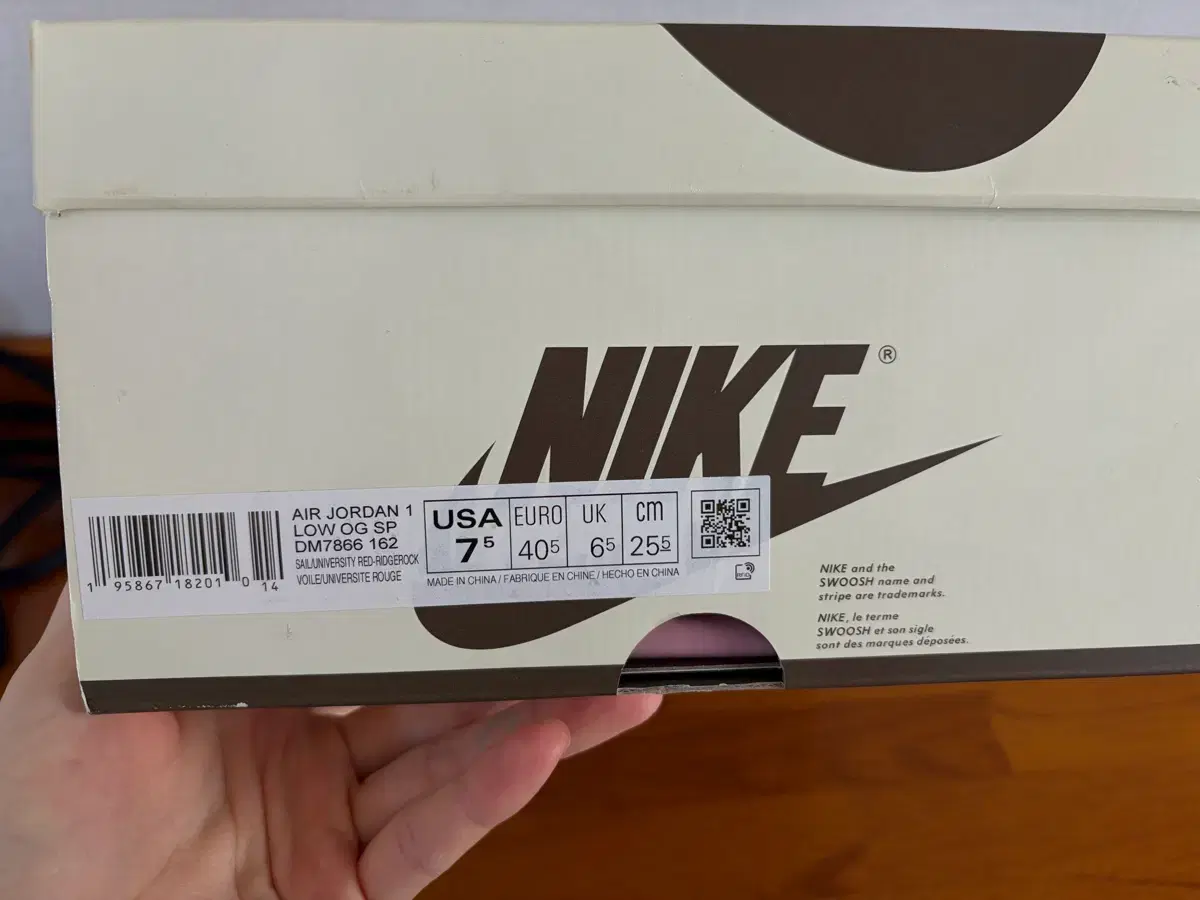 NIKE ®
AIR JORDAN 1
LOW OG SP
DM7866 162
SAIL/UNIVERSITY RED-RIDGEROCK
VOILE/UNIVERSITE ROUGE
1 95867 18201 0 14
USA EURO UK cm
7⁵ 40⁵ 6⁵ 25⁵
MADE IN CHINA / FABRIQUE EN CHINE / HECHO EN CHINA
RFID
NIKE and the
SWOOSH name and
stripe are trademarks.
NIKE, le terme
SWOOSH et son sigle
sont des marques déposées.